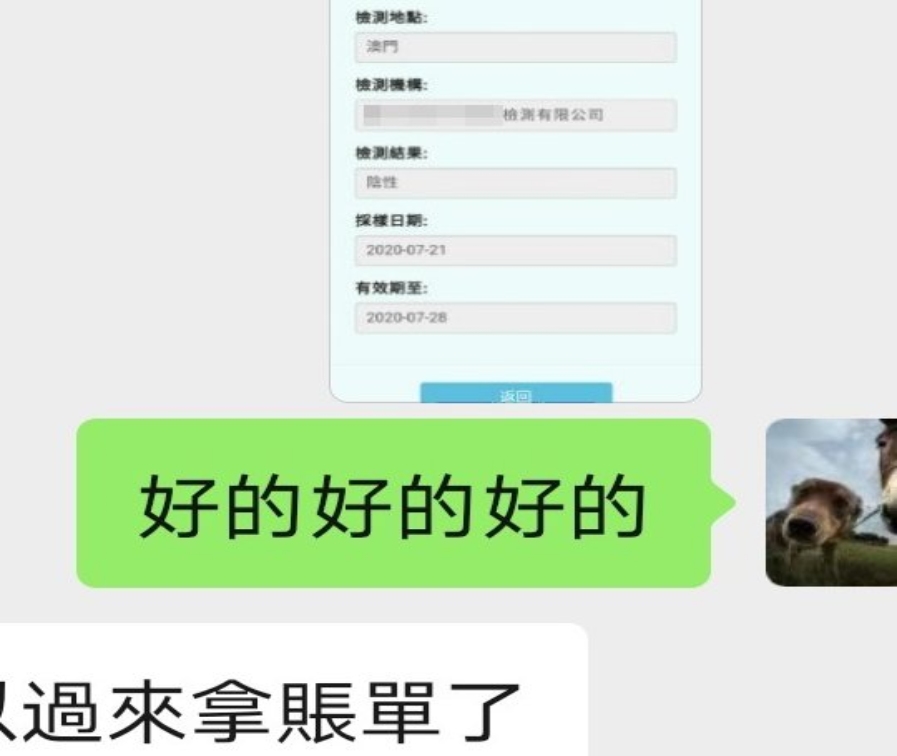 檢測地點:
澳門
檢測機構:
檢測有限公司
檢測結果:
陰性
採樣日期:
2020-07-21
有效期至:
2020-07-28
返回
好的好的好的
過來拿賬單了